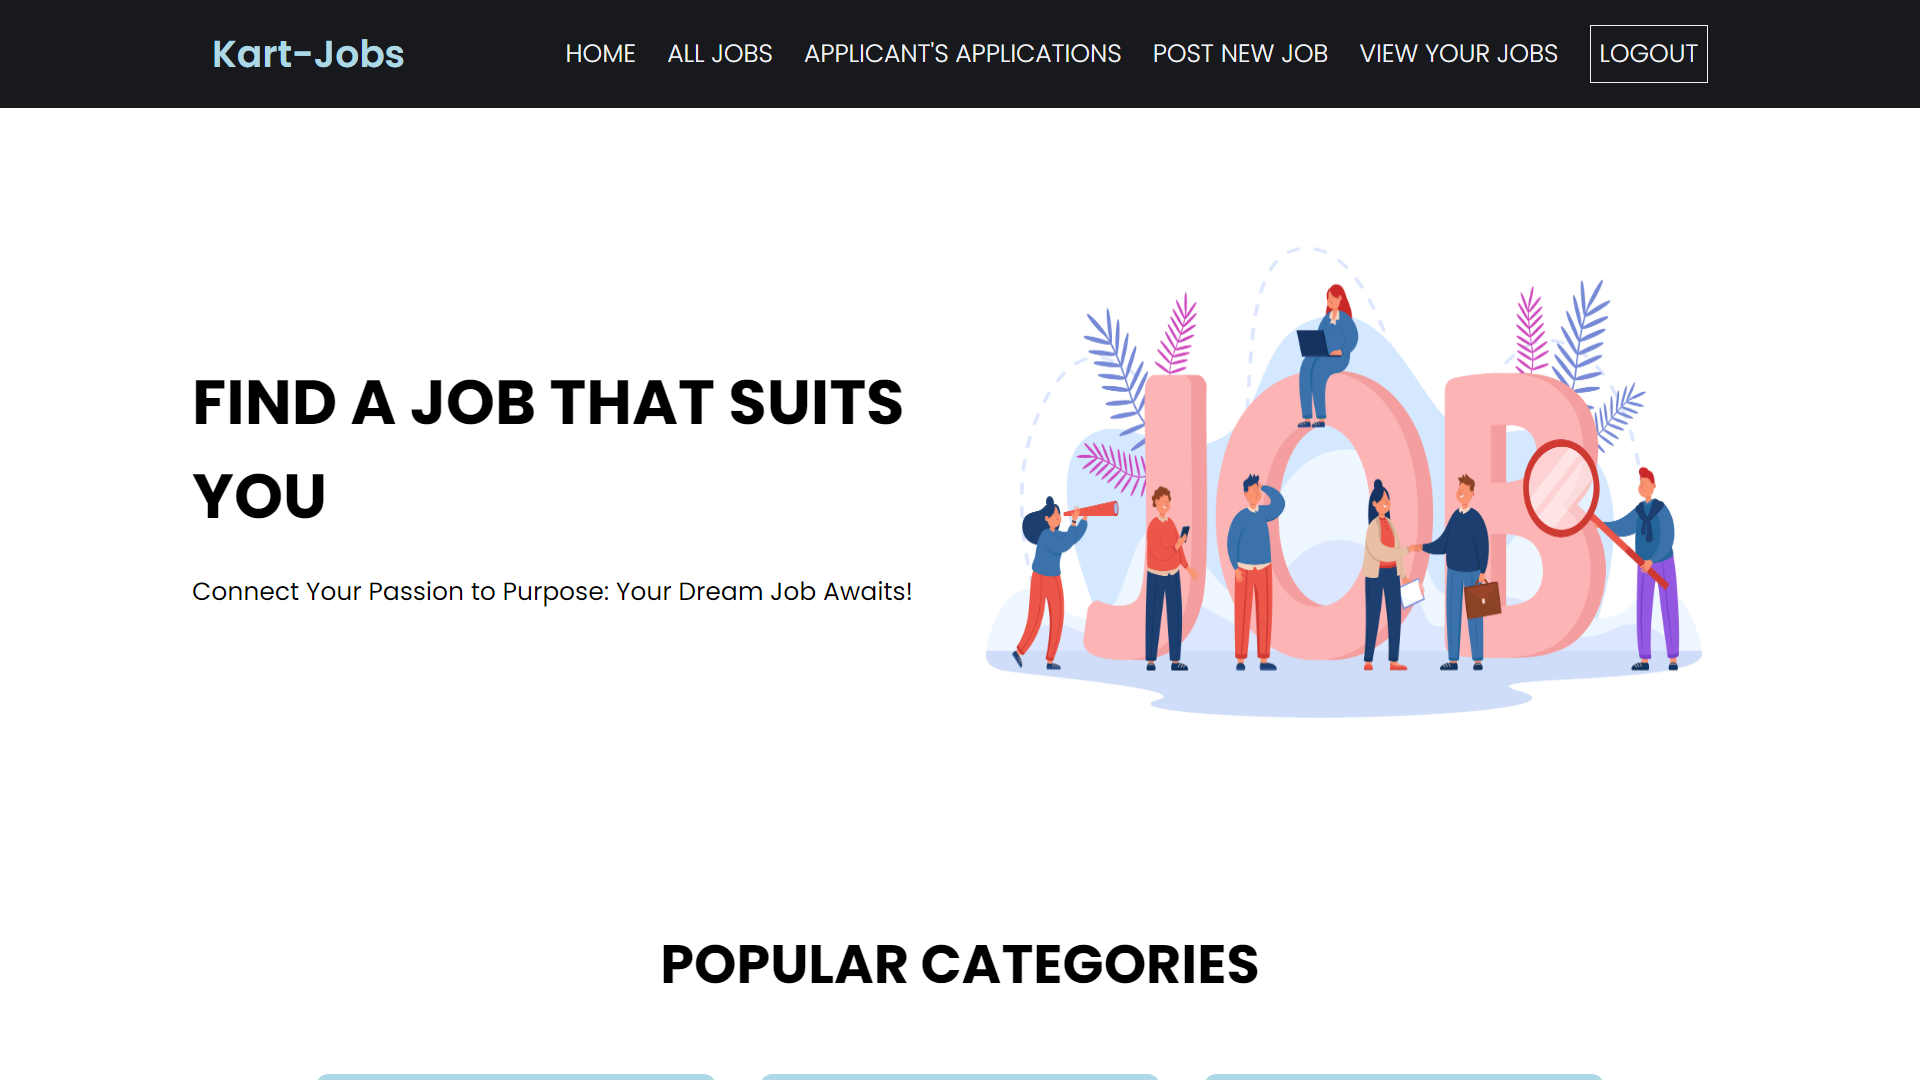 Kart-Jobs
HOME
ALL JOBS
APPLICANT'S APPLICATIONS
POST NEW JOB
VIEW YOUR JOBS
LOGOUT
FIND A JOB THAT SUITS
YOU
Connect Your Passion to Purpose: Your Dream Job Awaits!
JOB
POPULAR CATEGORIES